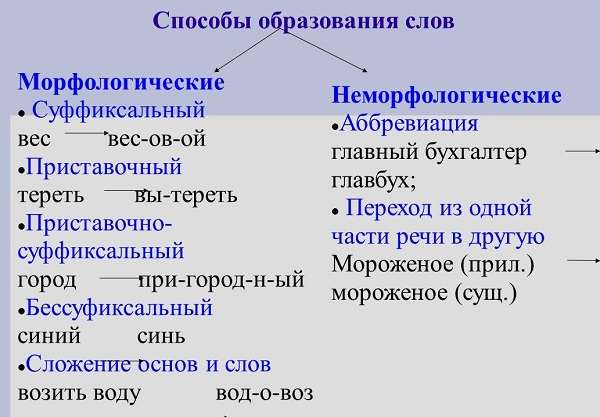 Способы образования слов
Морфологические
• Суффиксальный
вес вес-ов-ой
•Приставочный
тереть вы-тереть
•Приставочно-
суффиксальный
город при-город-н-ый
•Бессуфиксальный
синий синь
•Сложение основ и слов
возить воду вод-о-воз
Неморфологические
•Аббревиация
главный бухгалтер
главбух;
• Переход из одной
части речи в другую
Мороженое (прил.)
мороженое (сущ.)